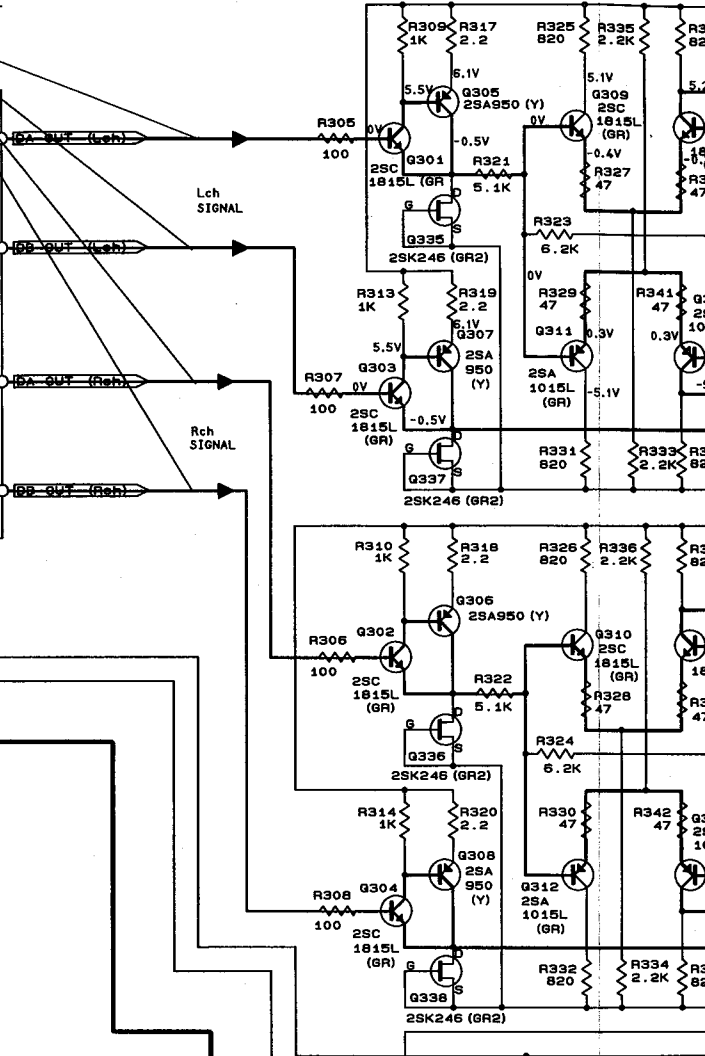 R309
1K
R317
2.2
R325
820
R335
2.2K
6.1V
5.1V
5.5V
Q305
2SA950 (Y)
Q309
2SC
1815L
(GR)
R305
100
0V
0V
DA OUT (Lch)
Q301
2SC
1815L (GR
-0.5V
R321
5.1K
-0.4V
R327
47
Lch
SIGNAL
D
G
S
Q335
2SK246 (GR2)
R323
6.2K
DB OUT (Lch)
0V
R313
1K
R319
2.2
R329
47
R341
47
6.1V
Q307
2SA
950
(Y)
5.5V
Q311
0.3V
0.3V
Q303
R307
100
0V
2SC
1815L
(GR)
2SA
1015L
(GR)
DA OUT (Rch)
-5.1V
-0.5V
Rch
SIGNAL
D
G
S
Q337
2SK246 (GR2)
R331
820
R333
2.2K
DB OUT (Rch)
R310
1K
R318
2.2
R326
820
R336
2.2K
Q306
2SA950 (Y)
Q302
R306
100
2SC
1815L
(GR)
Q310
2SC
1815L
(GR)
R322
5.1K
R328
47
D
G
S
Q336
2SK246 (GR2)
R324
6.2K
R314
1K
R320
2.2
R330
47
R342
47
Q308
2SA
950
(Y)
Q304
R308
100
2SC
1815L
(GR)
Q312
2SA
1015L
(GR)
D
G
S
Q338
2SK246 (GR2)
R332
820
R334
2.2K